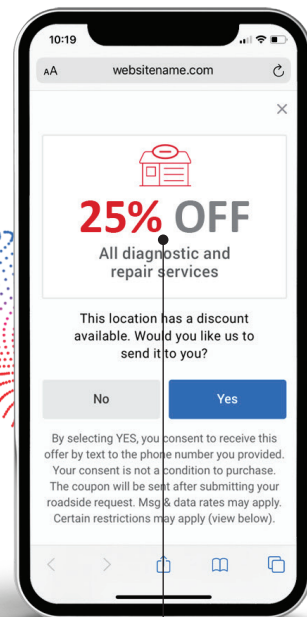 10:19
AA
websitename.com
25% OFF
All diagnostic and
repair services
This location has a discount
available. Would you like us to
send it to you?
No
Yes
By selecting YES, you consent to receive this
offer by text to the phone number you provided.
Your consent is not a condition to purchase.
The coupon will be sent after submitting your
roadside request. Msg & data rates may apply.
Certain restrictions may apply (view below).